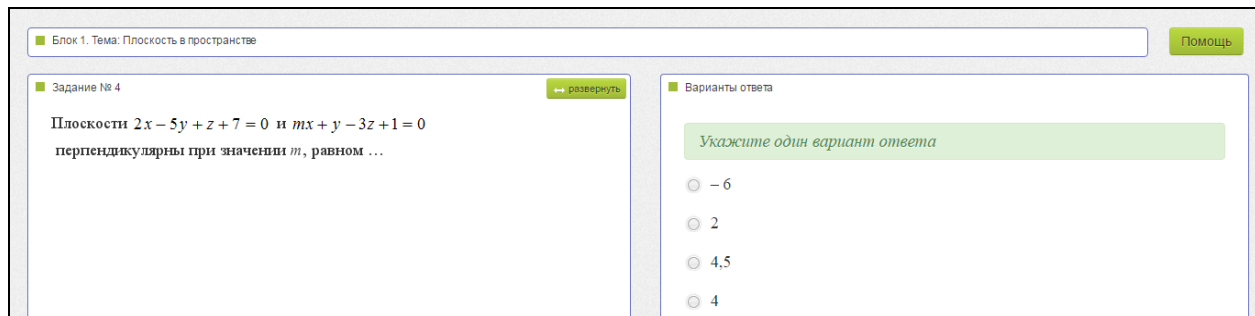 Блок 1. Тема: Плоскость в пространстве
Помощь
Задание № 4
↔ развернуть
Плоскости 2x − 5y + z + 7 = 0 и mx + y − 3z + 1 = 0
перпендикулярны при значении m, равном …
Варианты ответа
Укажите один вариант ответа
– 6
2
4,5
4